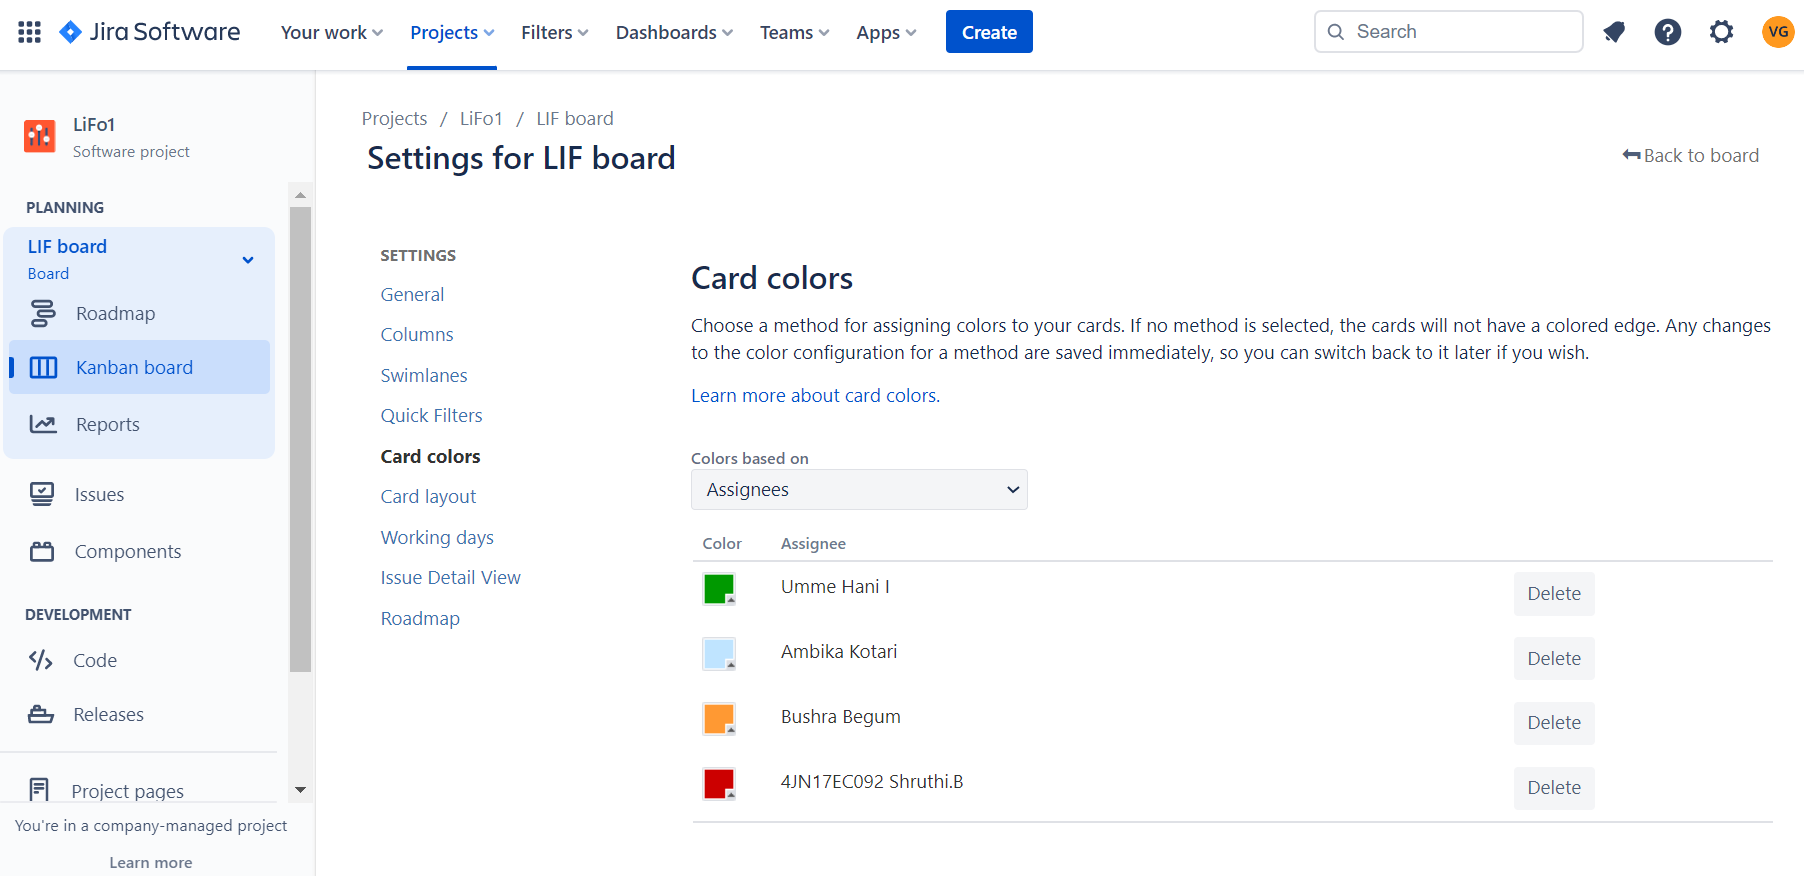 Jira Software
Your work
Projects
Filters
Dashboards
Teams
Apps
Create
Search
VG
LiFo1
Software project
PLANNING
LIF board
Board
Roadmap
Kanban board
Reports
Issues
Components
DEVELOPMENT
Code
Releases
Project pages
You're in a company-managed project
Learn more
Projects / LiFo1 / LIF board
Settings for LIF board
Back to board
SETTINGS
General
Columns
Swimlanes
Quick Filters
Card colors
Card layout
Working days
Issue Detail View
Roadmap
Card colors
Choose a method for assigning colors to your cards. If no method is selected, the cards will not have a colored edge. Any changes
to the color configuration for a method are saved immediately, so you can switch back to it later if you wish.
Learn more about card colors.
Colors based on
Assignees
Color Assignee
Umme Hani I Delete
Ambika Kotari Delete
Bushra Begum Delete
4JN17EC092 Shruthi.B Delete